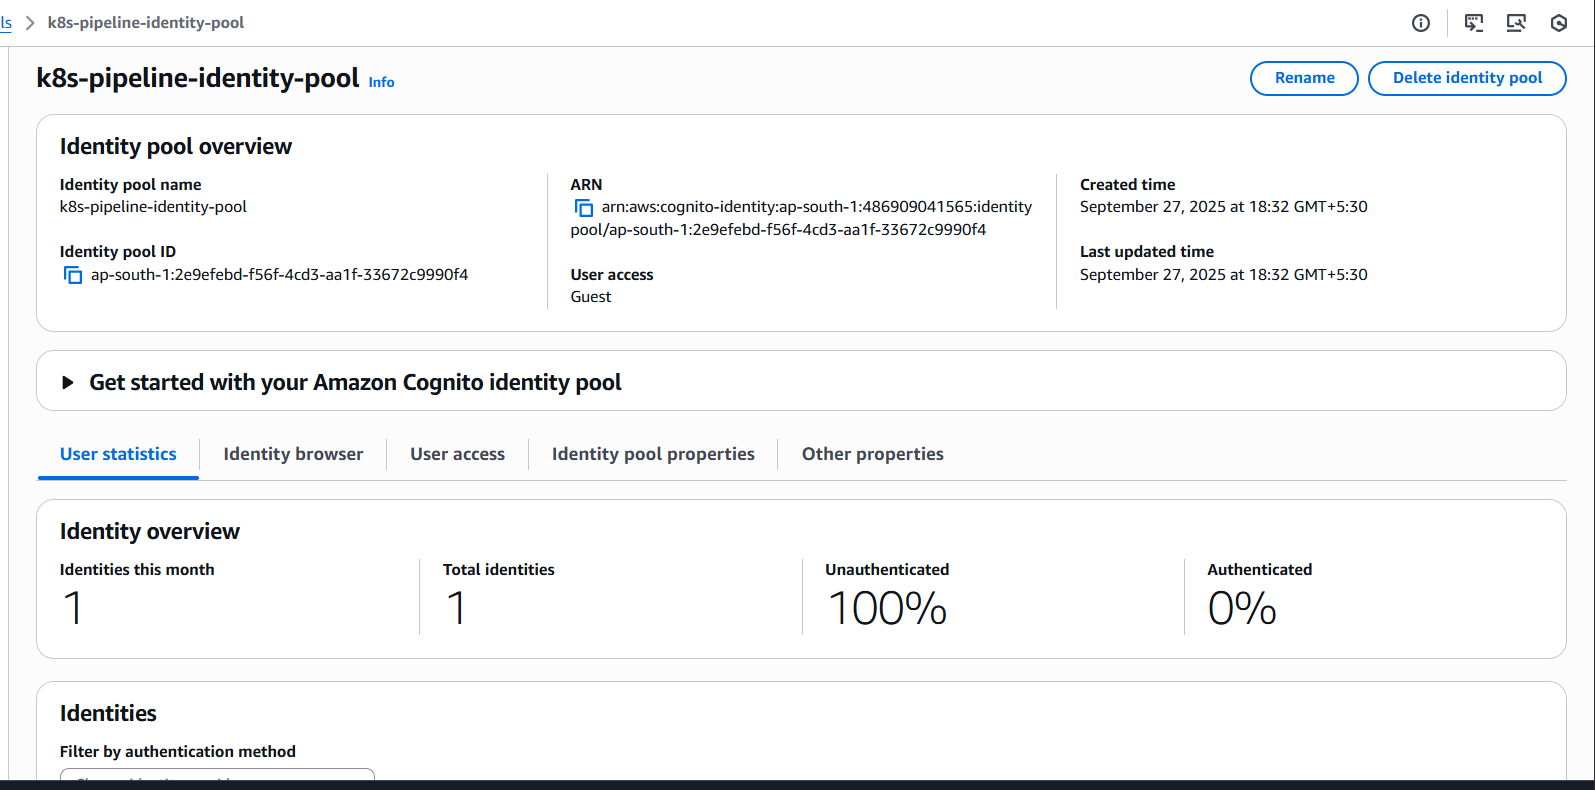 ls > k8s-pipeline-identity-pool
k8s-pipeline-identity-pool Info
Rename
Delete identity pool
Identity pool overview
Identity pool name
k8s-pipeline-identity-pool
Identity pool ID
ap-south-1:2e9efebd-f56f-4cd3-aa1f-33672c9990f4
ARN
arn:aws:cognito-identity:ap-south-1:486909041565:identity
pool/ap-south-1:2e9efebd-f56f-4cd3-aa1f-33672c9990f4
User access
Guest
Created time
September 27, 2025 at 18:32 GMT+5:30
Last updated time
September 27, 2025 at 18:32 GMT+5:30
Get started with your Amazon Cognito identity pool
User statistics
Identity browser
User access
Identity pool properties
Other properties
Identity overview
Identities this month
1
Total identities
1
Unauthenticated
100%
Authenticated
0%
Identities
Filter by authentication method